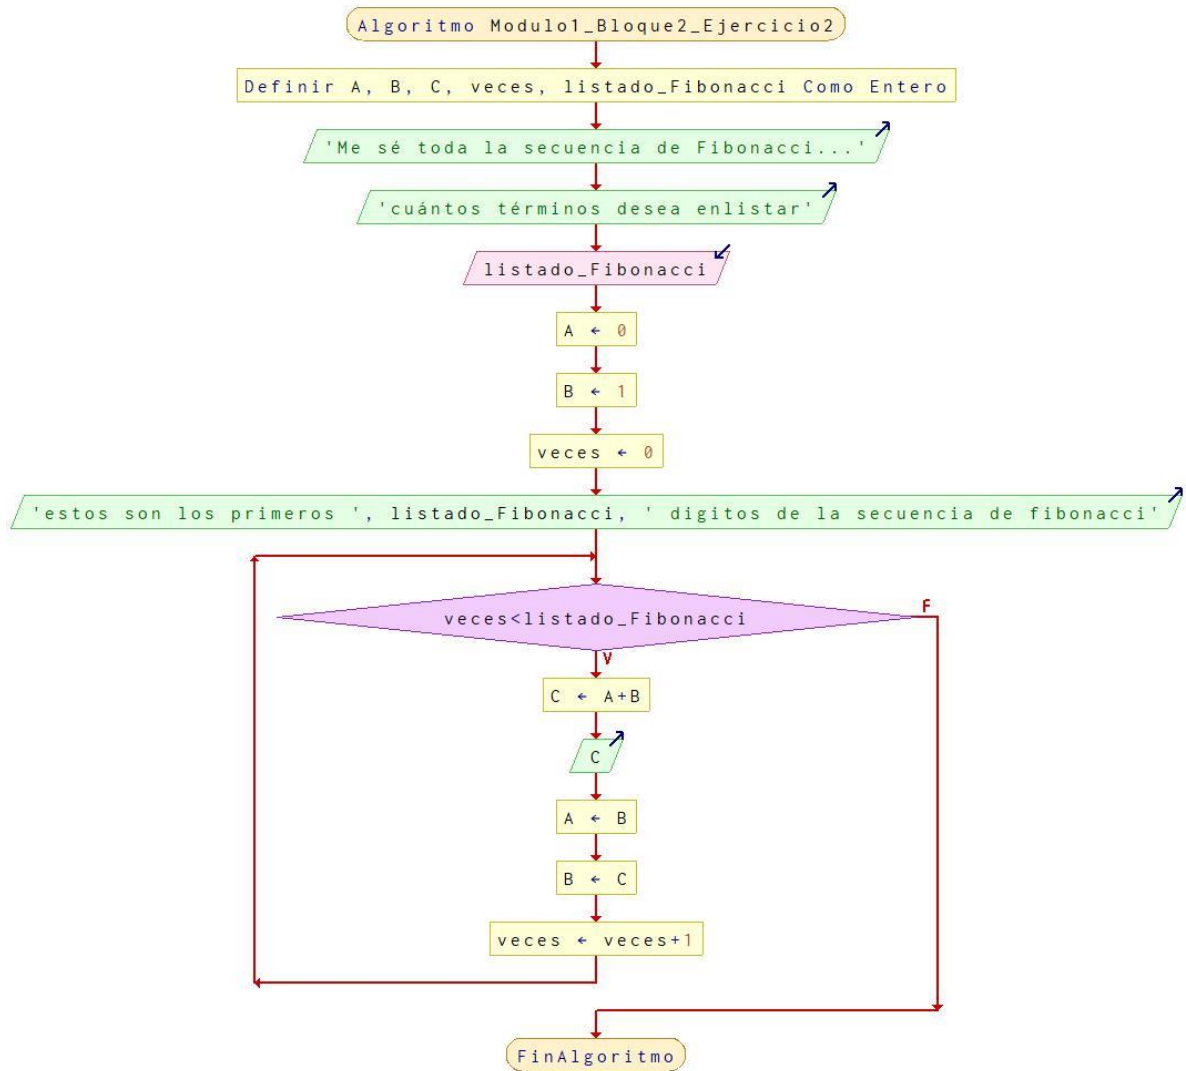 Algoritmo Modulo1_Bloque2_Ejercicio2
Definir A, B, C, veces, listado_Fibonacci Como Entero
'Me sé toda la secuencia de Fibonacci...'
'cuántos términos desea enlistar'
listado_Fibonacci
A ← 0
B ← 1
veces ← 0
'estos son los primeros ', listado_Fibonacci, ' digitos de la secuencia de fibonacci'
veces<listado_Fibonacci
F
V
C ← A+B
C
A ← B
B ← C
veces ← veces+1
FinAlgoritmo